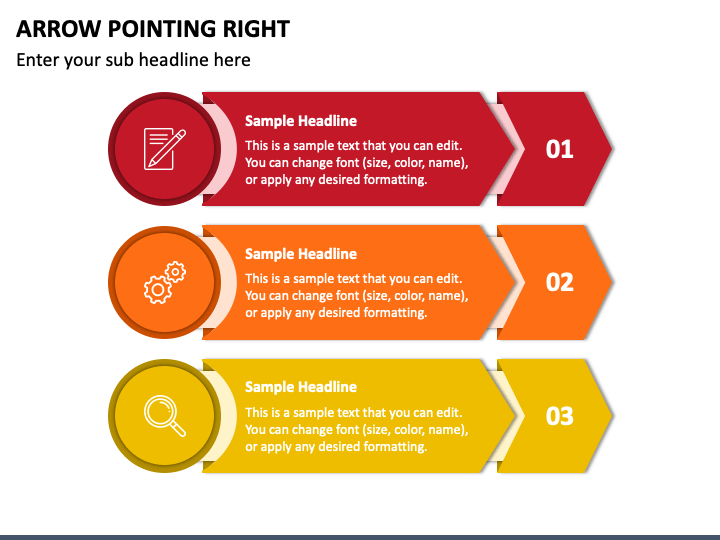 ARROW POINTING RIGHT
Enter your sub headline here
Sample Headline
This is a sample text that you can edit.
You can change font (size, color, name),
or apply any desired formatting.
01
Sample Headline
This is a sample text that you can edit.
You can change font (size, color, name),
or apply any desired formatting.
02
Sample Headline
This is a sample text that you can edit.
You can change font (size, color, name),
or apply any desired formatting.
03